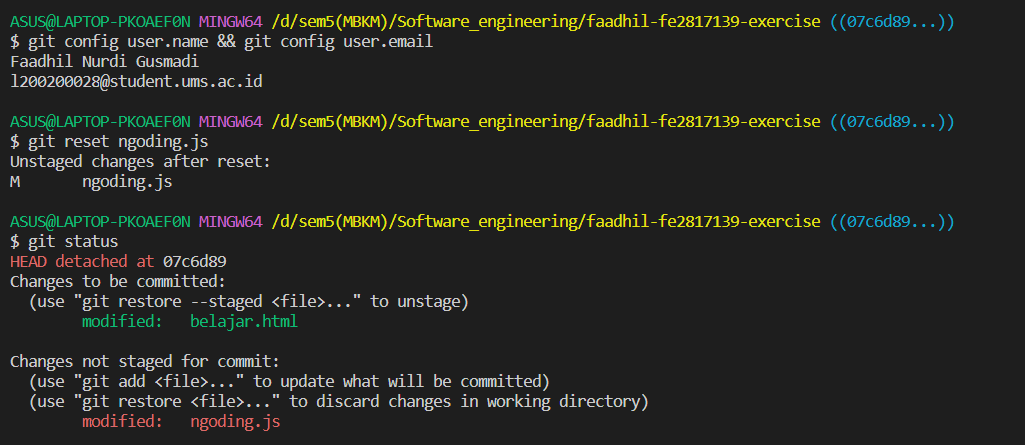 ASUS@LAPTOP-PKOAEF0N MINGW64 /d/sem5(MBKM)/Software_engineering/faadhil-fe2817139-exercise ((07c6d89...))
$ git config user.name && git config user.email
Faadhil Nurdi Gusmadi
l200200028@student.ums.ac.id

ASUS@LAPTOP-PKOAEF0N MINGW64 /d/sem5(MBKM)/Software_engineering/faadhil-fe2817139-exercise ((07c6d89...))
$ git reset ngoding.js
Unstaged changes after reset:
M       ngoding.js

ASUS@LAPTOP-PKOAEF0N MINGW64 /d/sem5(MBKM)/Software_engineering/faadhil-fe2817139-exercise ((07c6d89...))
$ git status
HEAD detached at 07c6d89
Changes to be committed:
  (use "git restore --staged <file>..." to unstage)
        modified:   belajar.html

Changes not staged for commit:
  (use "git add <file>..." to update what will be committed)
  (use "git restore <file>..." to discard changes in working directory)
        modified:   ngoding.js